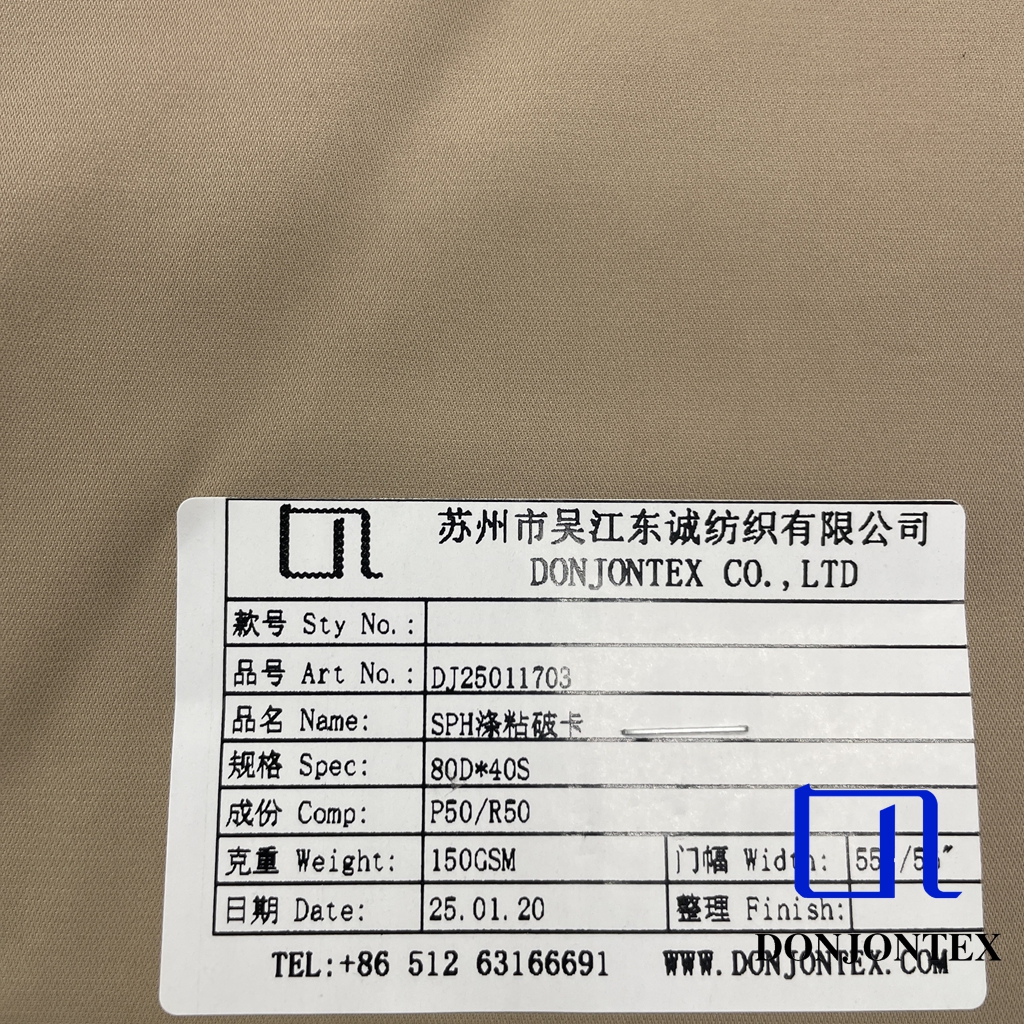 苏州市吴江东诚纺织有限公司
DONJONTEX CO.,LTD
款号 Sty No.:
品号 Art No.: DJ25011703
品名 Name: SPH涤粘破卡
规格 Spec: 80D*40S
成份 Comp: P50/R50
克重 Weight: 150GSM 门幅 Width:
日期 Date: 25.01.20 整理 Finish:
TEL:+86 512 63166691 WWW.DONJONTEX.COM
DONJONTEX